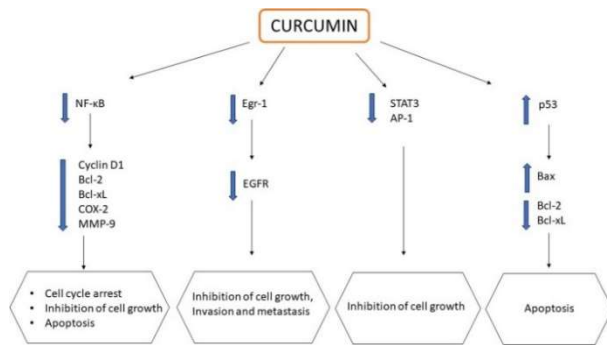 CURCUMIN
NF-κB
Cyclin D1
Bcl-2
Bcl-xL
COX-2
MMP-9
• Cell cycle arrest
• Inhibition of cell growth
• Apoptosis
Egr-1
EGFR
Inhibition of cell growth,
Invasion and metastasis
STAT3
AP-1
Inhibition of cell growth
p53
Bax
Bcl-2
Bcl-xL
Apoptosis